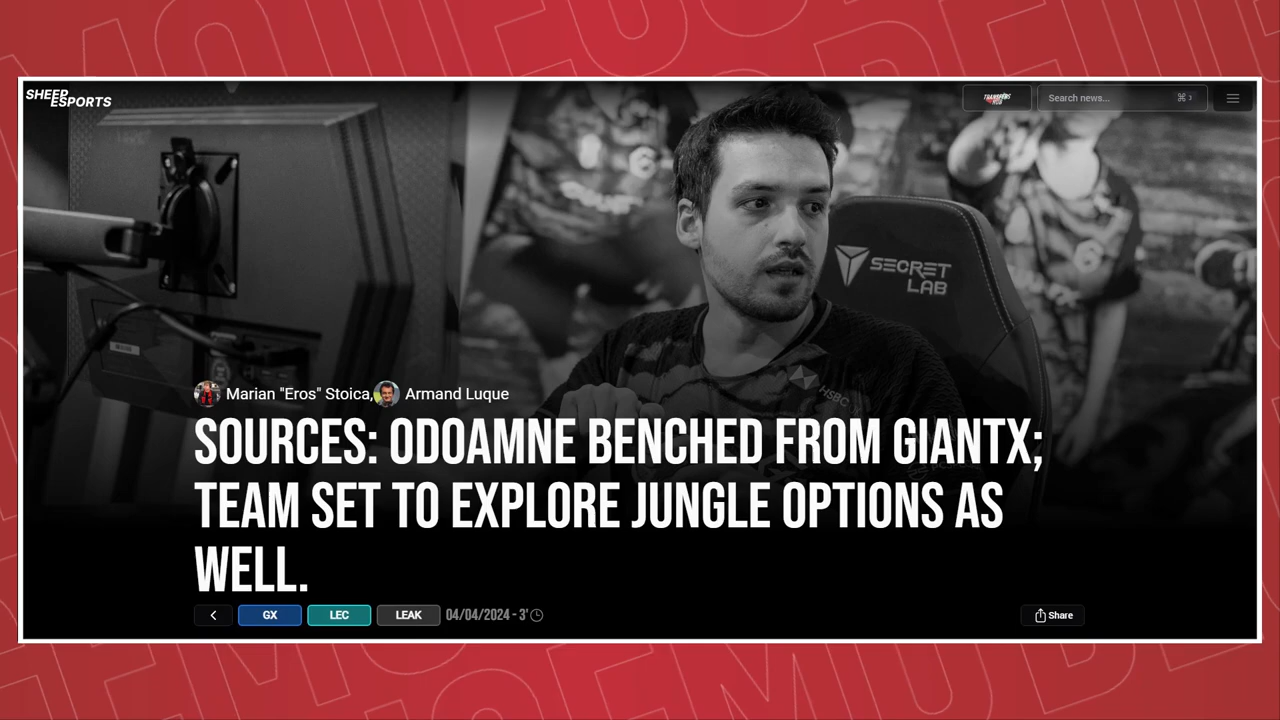 SHEEP
ESPORTS
TRANSFERS
Search news...
SECRET
LAB
HSBC
Marian "Eros" Stoica, Armand Luque
SOURCES: ODOAMNE BENCHED FROM GIANTX;
TEAM SET TO EXPLORE JUNGLE OPTIONS AS
WELL.
GX LEC LEAK 04/04/2024 - 3' Share